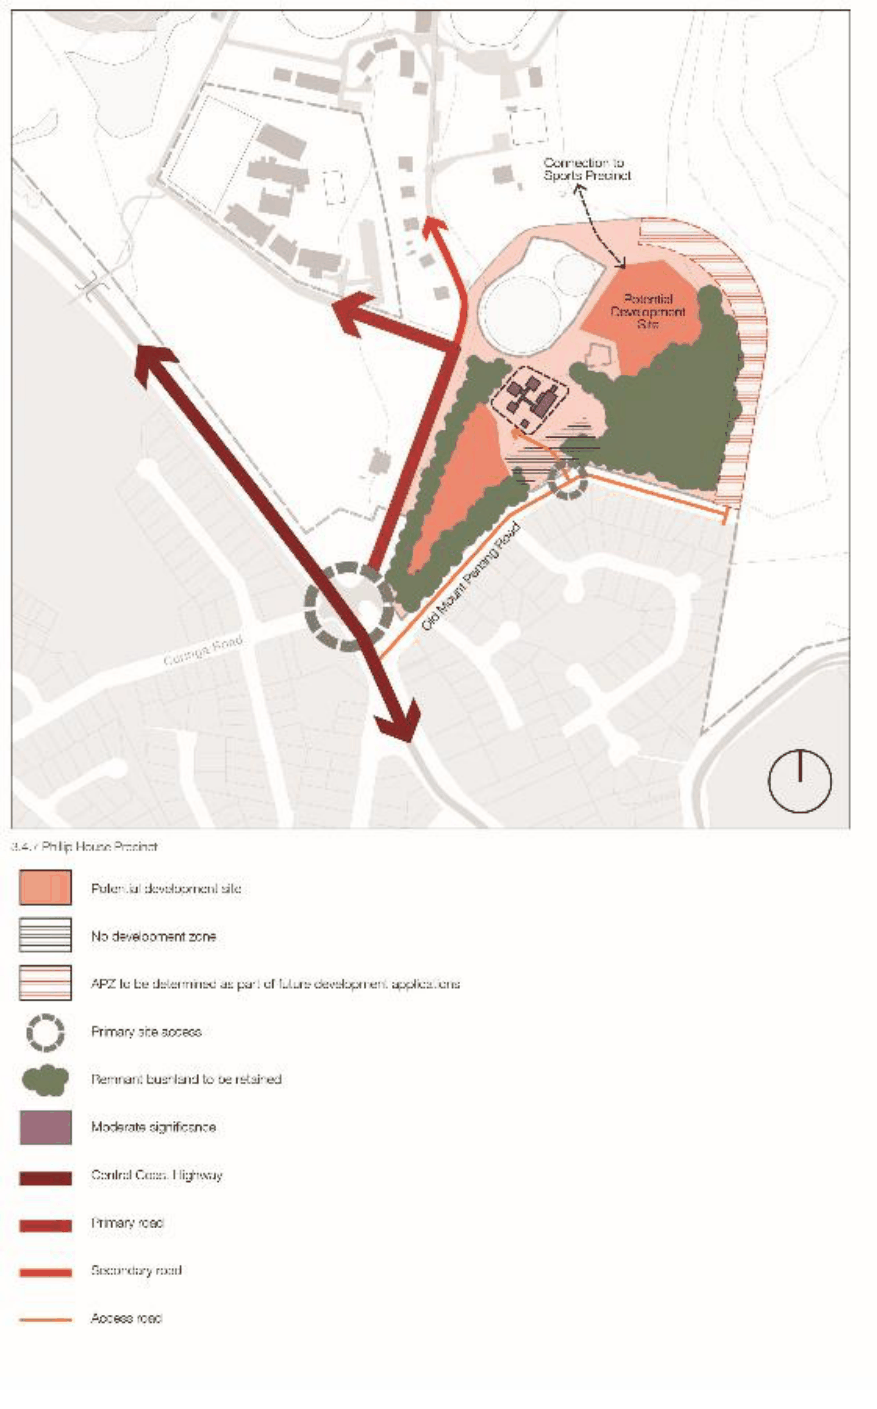 Connection to
Sports Precinct
Potential
Development
Site
Old Mount Penang Road
Road
3.4.7 Phillip House Precinct
Potential development site
No development zone
APZ to be determined as part of future development applications
Primary site access
Remnant bushland to be retained
Moderate significance
Central Coast Highway
Primary road
Secondary road
Access road